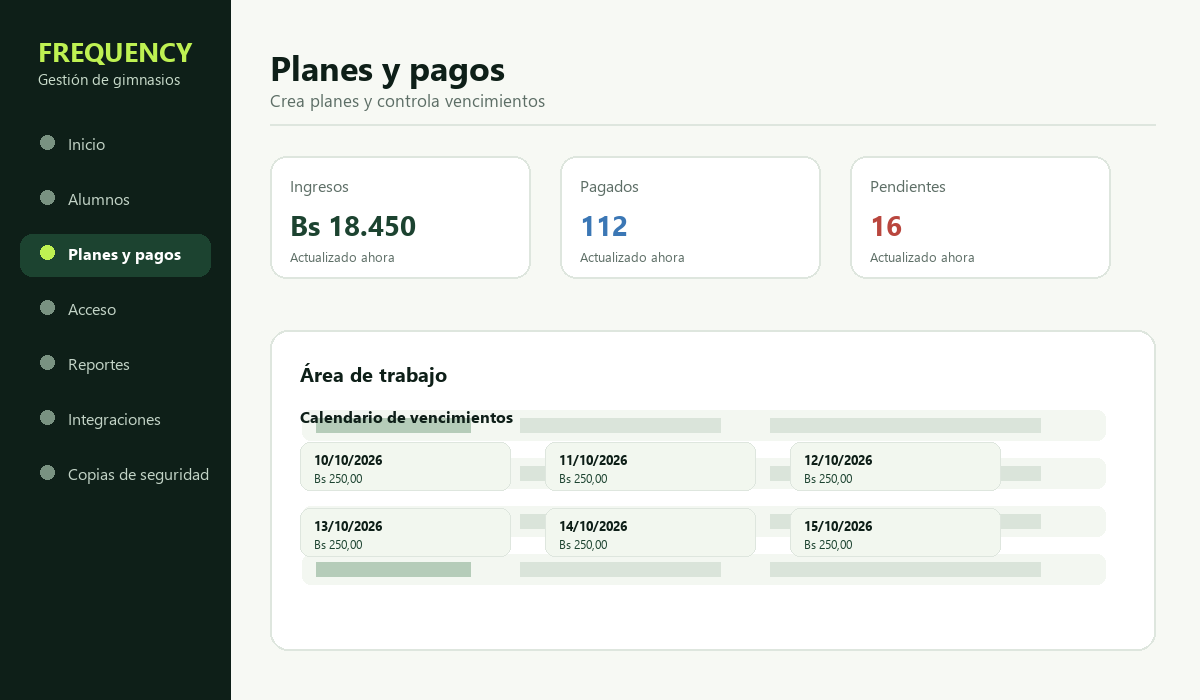 FREQUENCY
Gestión de gimnasios
Inicio
Alumnos
Planes y pagos
Acceso
Reportes
Integraciones
Copias de seguridad
Planes y pagos
Crea planes y controla vencimientos
Ingresos
Bs 18.450
Actualizado ahora
Pagados
112
Actualizado ahora
Pendientes
16
Actualizado ahora
Área de trabajo
Calendario de vencimientos
10/10/2026
Bs 250,00
11/10/2026
Bs 250,00
12/10/2026
Bs 250,00
13/10/2026
Bs 250,00
14/10/2026
Bs 250,00
15/10/2026
Bs 250,00